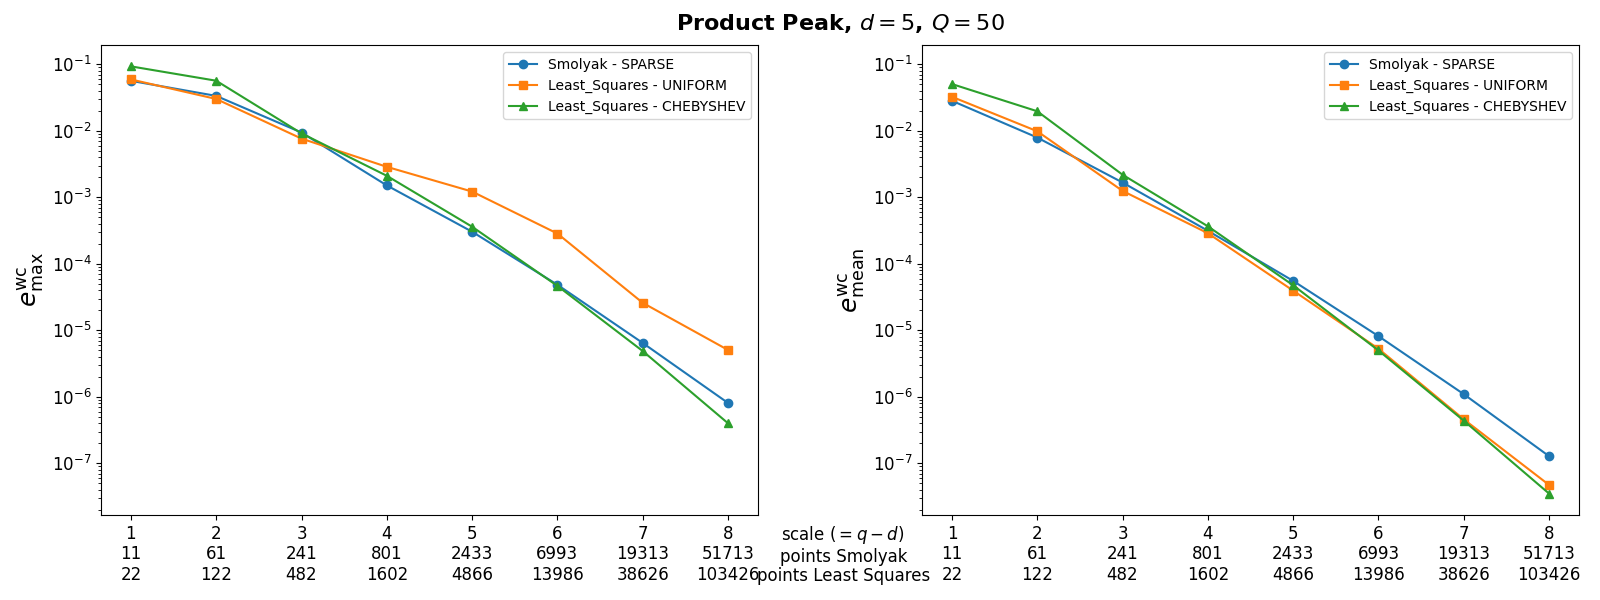 Product Peak, d = 5, Q = 50
Smolyak - SPARSE
Least_Squares - UNIFORM
Least_Squares - CHEBYSHEV
10⁻¹
10⁻²
10⁻³
10⁻⁴
10⁻⁵
10⁻⁶
10⁻⁷
e^wc_max
1 2 3 4 5 6 7 8
11 61 241 801 2433 6993 19313 51713
22 122 482 1602 4866 13986 38626 103426
scale (= q − d)
points Smolyak
points Least Squares
Smolyak - SPARSE
Least_Squares - UNIFORM
Least_Squares - CHEBYSHEV
10⁻¹
10⁻²
10⁻³
10⁻⁴
10⁻⁵
10⁻⁶
10⁻⁷
e^wc_mean
1 2 3 4 5 6 7 8
11 61 241 801 2433 6993 19313 51713
22 122 482 1602 4866 13986 38626 103426